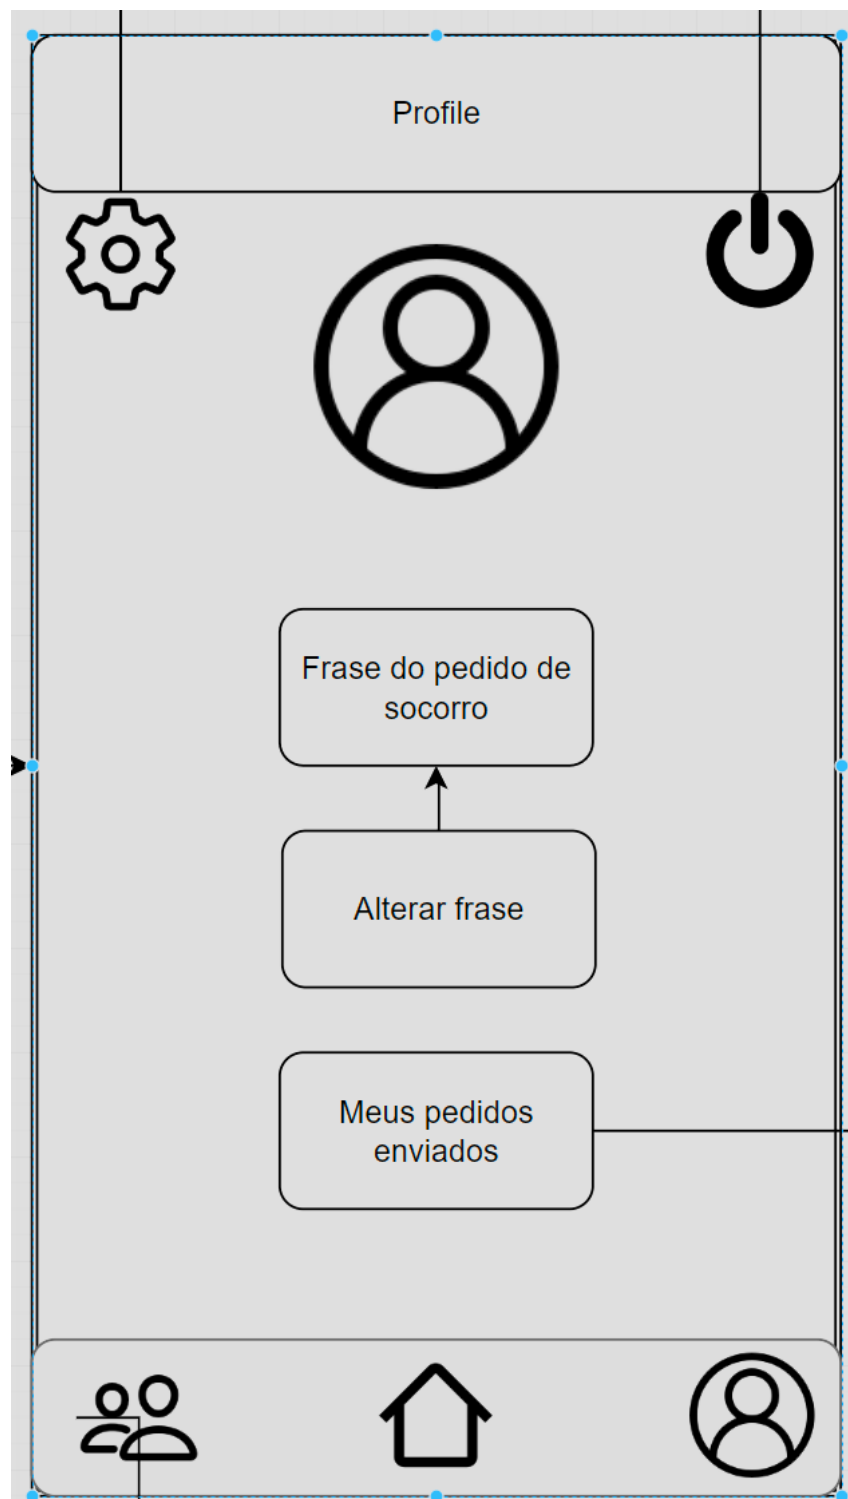 Profile
Frase do pedido de
socorro
Alterar frase
Meus pedidos
enviados